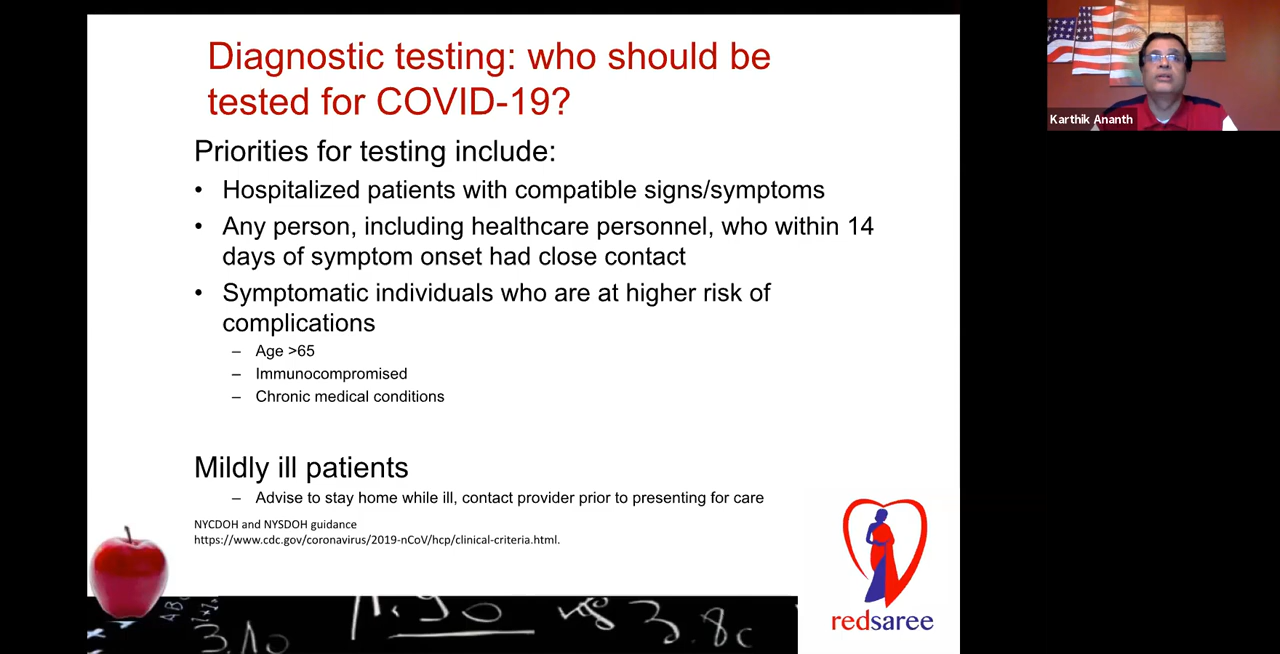 Diagnostic testing: who should be
tested for COVID-19?
Priorities for testing include:
• Hospitalized patients with compatible signs/symptoms
• Any person, including healthcare personnel, who within 14
days of symptom onset had close contact
• Symptomatic individuals who are at higher risk of
complications
– Age >65
– Immunocompromised
– Chronic medical conditions
Mildly ill patients
– Advise to stay home while ill, contact provider prior to presenting for care
NYCDOH and NYSDOH guidance
https://www.cdc.gov/coronavirus/2019-nCoV/hcp/clinical-criteria.html.
redsaree
Karthik Ananth